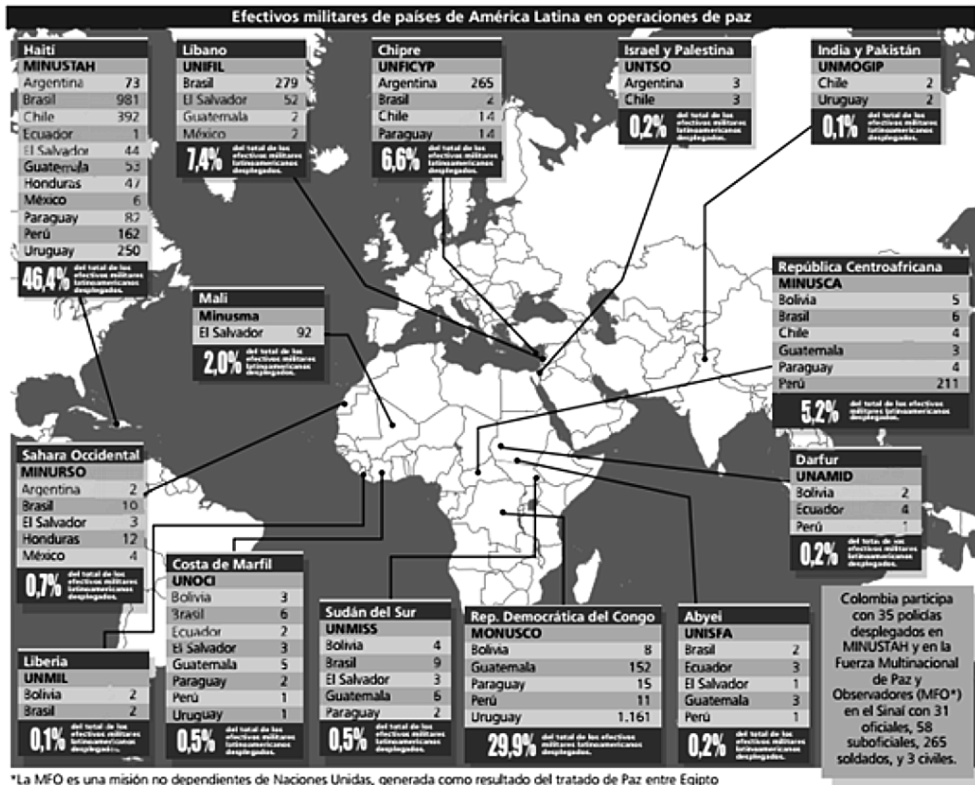 Efectivos militares de países de América Latina en operaciones de paz
Haití
MINUSTAH
Argentina 73
Brasil 981
Chile 392
Ecuador 1
El Salvador 44
Guatemala 53
Honduras 47
México 6
Paraguay 82
Perú 162
Uruguay 250
46,4% del total de los
efectivos militares
latinoamericanos
desplegados.
Líbano
UNIFIL
Brasil 279
El Salvador 52
Guatemala 2
México 2
7,4% del total de los
efectivos militares
latinoamericanos
desplegados.
Chipre
UNFICYP
Argentina 265
Brasil 2
Chile 14
Paraguay 14
6,6% del total de los
efectivos militares
latinoamericanos
desplegados.
Israel y Palestina
UNTSO
Argentina 3
Chile 3
0,2% del total de los
efectivos militares
latinoamericanos
desplegados.
India y Pakistán
UNMOGIP
Chile 2
Uruguay 2
0,1% del total de los
efectivos militares
latinoamericanos
desplegados.
Mali
Minusma
El Salvador 92
2,0% del total de los
efectivos militares
latinoamericanos
desplegados.
República Centroafricana
MINUSCA
Bolivia 5
Brasil 6
Chile 4
Guatemala 3
Paraguay 4
Perú 211
5,2% del total de los efectivos
militares latinoamericanos
desplegados.
Sahara Occidental
MINURSO
Argentina 2
Brasil 10
El Salvador 3
Honduras 12
México 4
0,7% del total de los
efectivos militares
latinoamericanos
desplegados.
Darfur
UNAMID
Bolivia 2
Ecuador 4
Perú 1
0,2% del total de los
efectivos militares
latinoamericanos
desplegados.
Liberia
UNMIL
Bolivia 2
Brasil 2
0,1% del total de los
efectivos militares
latinoamericanos
desplegados.
Costa de Marfil
UNOCI
Bolivia 3
Brasil 6
Ecuador 2
El Salvador 3
Guatemala 5
Paraguay 2
Perú 1
Uruguay 1
0,5% del total de los
efectivos militares
latinoamericanos
desplegados.
Sudán del Sur
UNMISS
Bolivia 4
Brasil 9
El Salvador 3
Guatemala 6
Paraguay 2
0,5% del total de los
efectivos militares
latinoamericanos
desplegados.
Rep. Democrática del Congo
MONUSCO
Bolivia 8
Guatemala 152
Paraguay 15
Perú 11
Uruguay 1.161
29,9% del total de los efectivos
militares latinoamericanos
desplegados.
Abyei
UNISFA
Brasil 2
Ecuador 3
El Salvador 1
Guatemala 3
Perú 1
0,2% del total de los
efectivos militares
latinoamericanos
desplegados.
Colombia participa
con 35 policías
desplegados en
MINUSTAH y en la
Fuerza Multinacional
de Paz y
Observadores (MFO*)
en el Sinaí con 31
oficiales, 58
suboficiales, 265
soldados, y 3 civiles.
*La MFO es una misión no dependientes de Naciones Unidas, generada como resultado del tratado de Paz entre Egipto